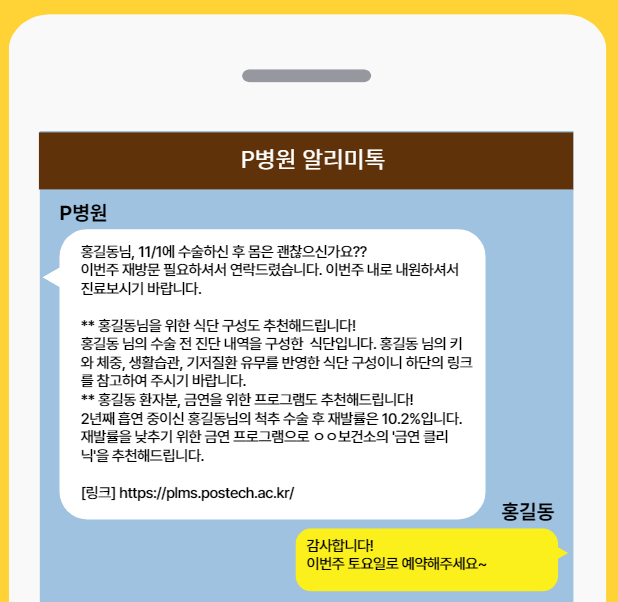 P병원 알리미톡
P병원
홍길동님, 11/1에 수술하신 후 몸은 괜찮으신가요??
이번주 재방문 필요하셔서 연락드렸습니다. 이번주 내로 내원하셔서
진료보시기 바랍니다.
** 홍길동님을 위한 식단 구성도 추천해드립니다!
홍길동 님의 수술 전 진단 내역을 구성한 식단입니다. 홍길동 님의 키
와 체중, 생활습관, 기저질환 유무를 반영한 식단 구성이니 하단의 링크
를 참고하여 주시기 바랍니다.
** 홍길동 환자분, 금연을 위한 프로그램도 추천해드립니다!
2년째 흡연 중이신 홍길동님의 척추 수술 후 재발률은 10.2%입니다.
재발률을 낮추기 위한 금연 프로그램으로 ㅇㅇ보건소의 '금연 클리
닉'을 추천해드립니다.
[링크] https://plms.postech.ac.kr/
홍길동
감사합니다!
이번주 토요일로 예약해주세요~